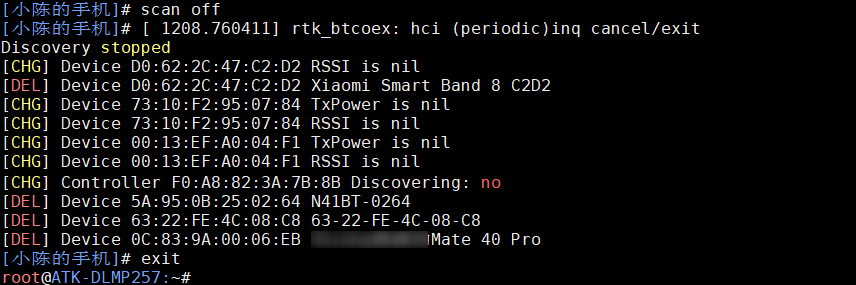 [小陈的手机]# scan off
[小陈的手机]# [ 1208.760411] rtk_btcoex: hci (periodic)inq cancel/exit
Discovery stopped
[CHG] Device D0:62:2C:47:C2:D2 RSSI is nil
[DEL] Device D0:62:2C:47:C2:D2 Xiaomi Smart Band 8 C2D2
[CHG] Device 73:10:F2:95:07:84 TxPower is nil
[CHG] Device 73:10:F2:95:07:84 RSSI is nil
[CHG] Device 00:13:EF:A0:04:F1 TxPower is nil
[CHG] Device 00:13:EF:A0:04:F1 RSSI is nil
[CHG] Controller F0:A8:82:3A:7B:8B Discovering: no
[DEL] Device 5A:95:0B:25:02:64 N41BT-0264
[DEL] Device 63:22:FE:4C:08:C8 63-22-FE-4C-08-C8
[DEL] Device 0C:83:9A:00:06:EB Mate 40 Pro
[小陈的手机]# exit
root@ATK-DLMP257:~#